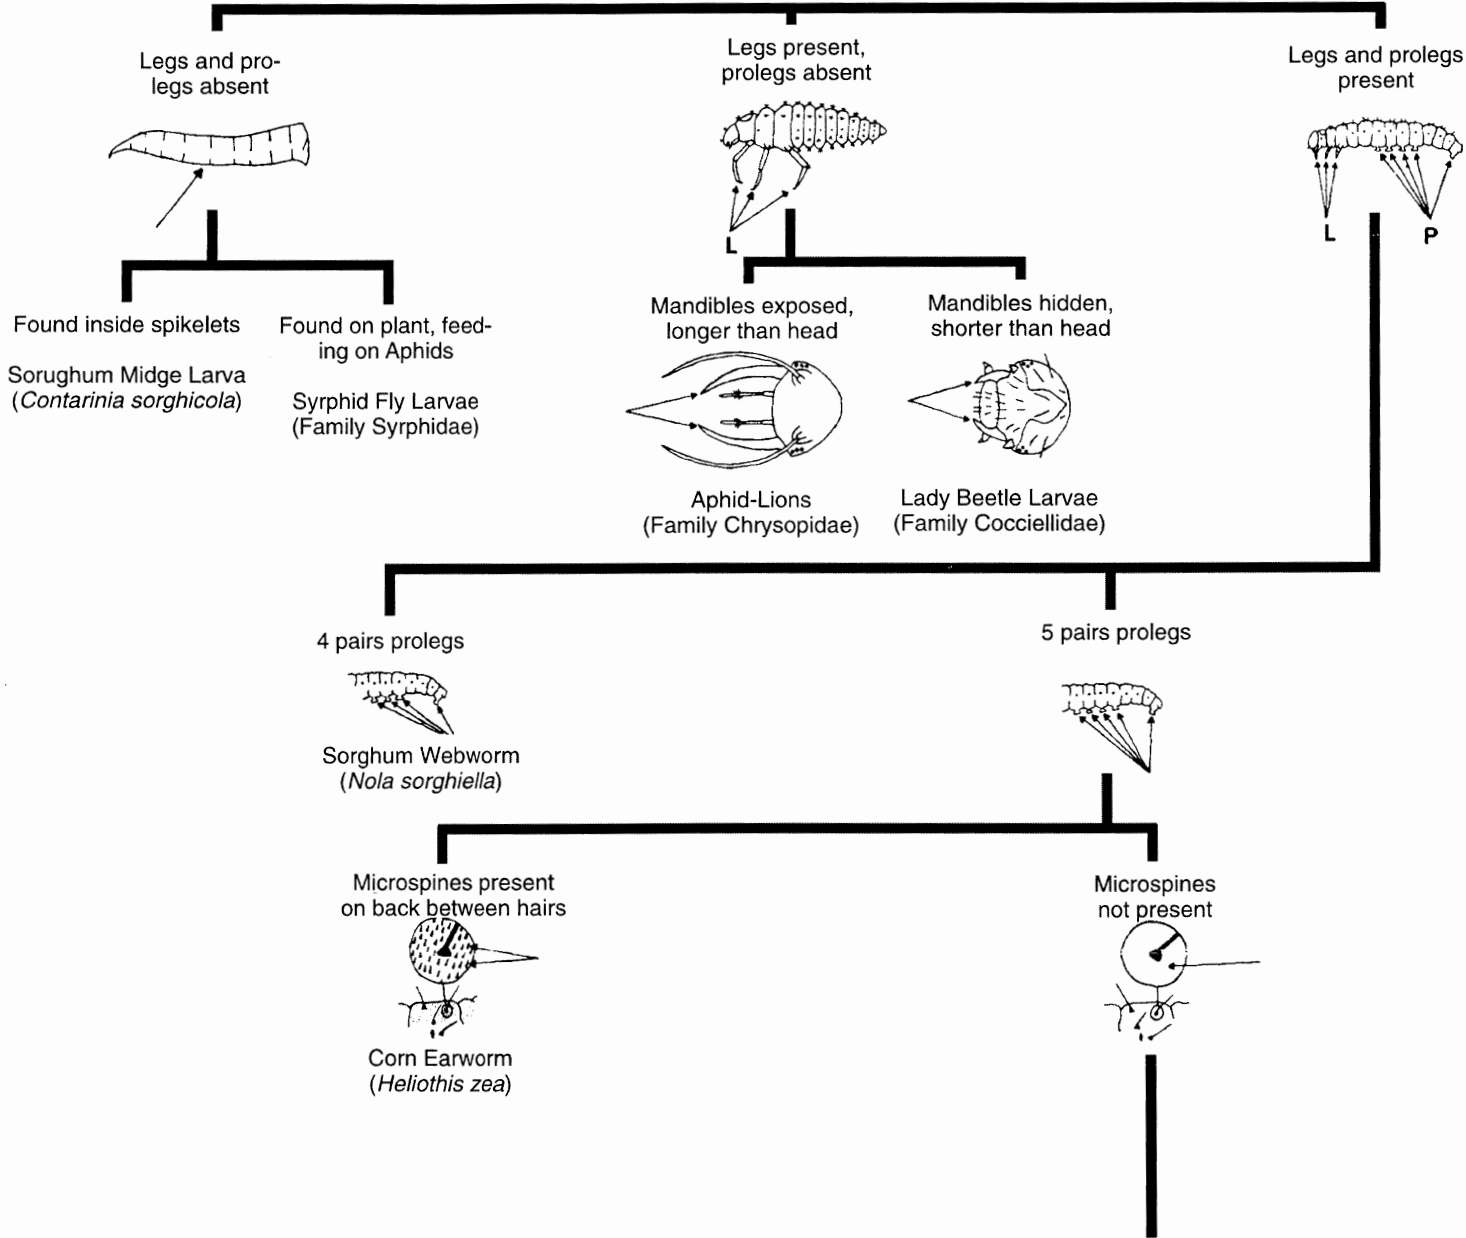 Legs and pro-
legs absent
Legs present,
prolegs absent
Legs and prolegs
present
L
L
P
Found inside spikelets
Sorughum Midge Larva
(Contarinia sorghicola)
Found on plant, feed-
ing on Aphids
Syrphid Fly Larvae
(Family Syrphidae)
Mandibles exposed,
longer than head
Aphid-Lions
(Family Chrysopidae)
Mandibles hidden,
shorter than head
Lady Beetle Larvae
(Family Cocciellidae)
4 pairs prolegs
Sorghum Webworm
(Nola sorghiella)
5 pairs prolegs
Microspines present
on back between hairs
Corn Earworm
(Heliothis zea)
Microspines
not present